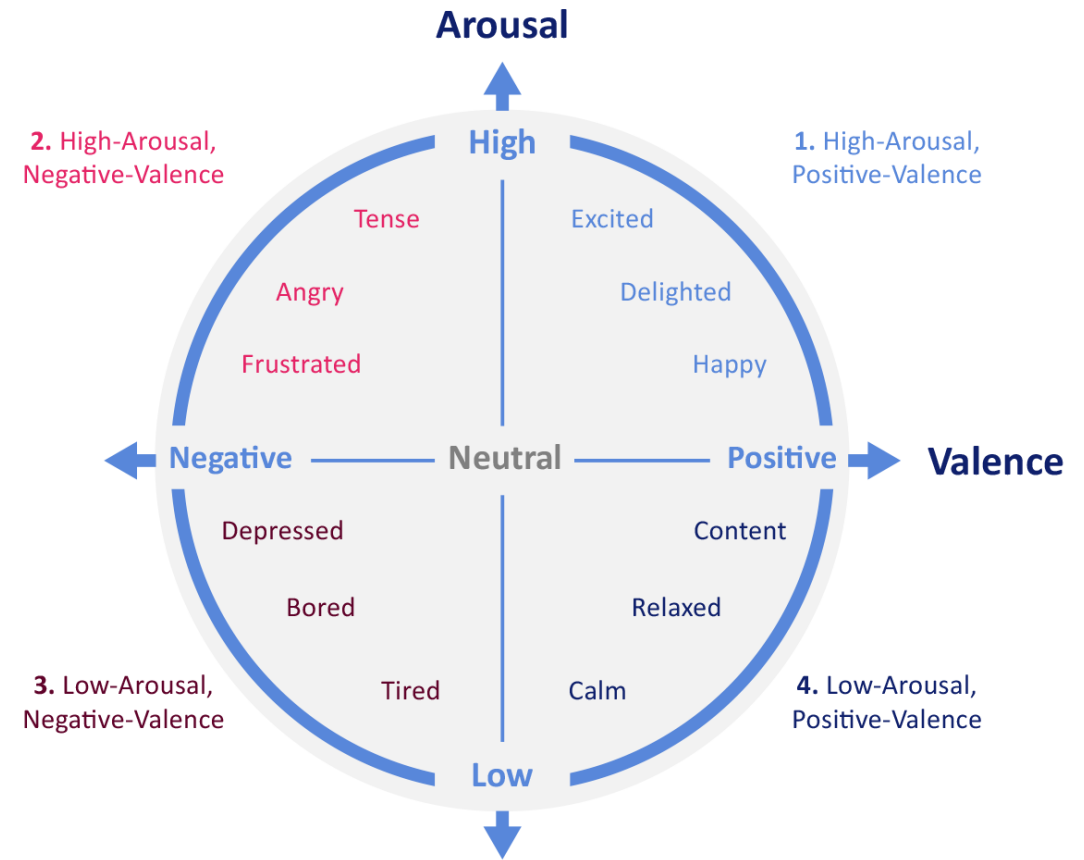 Arousal
High
2. High-Arousal,
Negative-Valence
1. High-Arousal,
Positive-Valence
Tense
Excited
Angry
Delighted
Frustrated
Happy
Negative
Neutral
Positive
Valence
Depressed
Content
Bored
Relaxed
Tired
Calm
3. Low-Arousal,
Negative-Valence
4. Low-Arousal,
Positive-Valence
Low